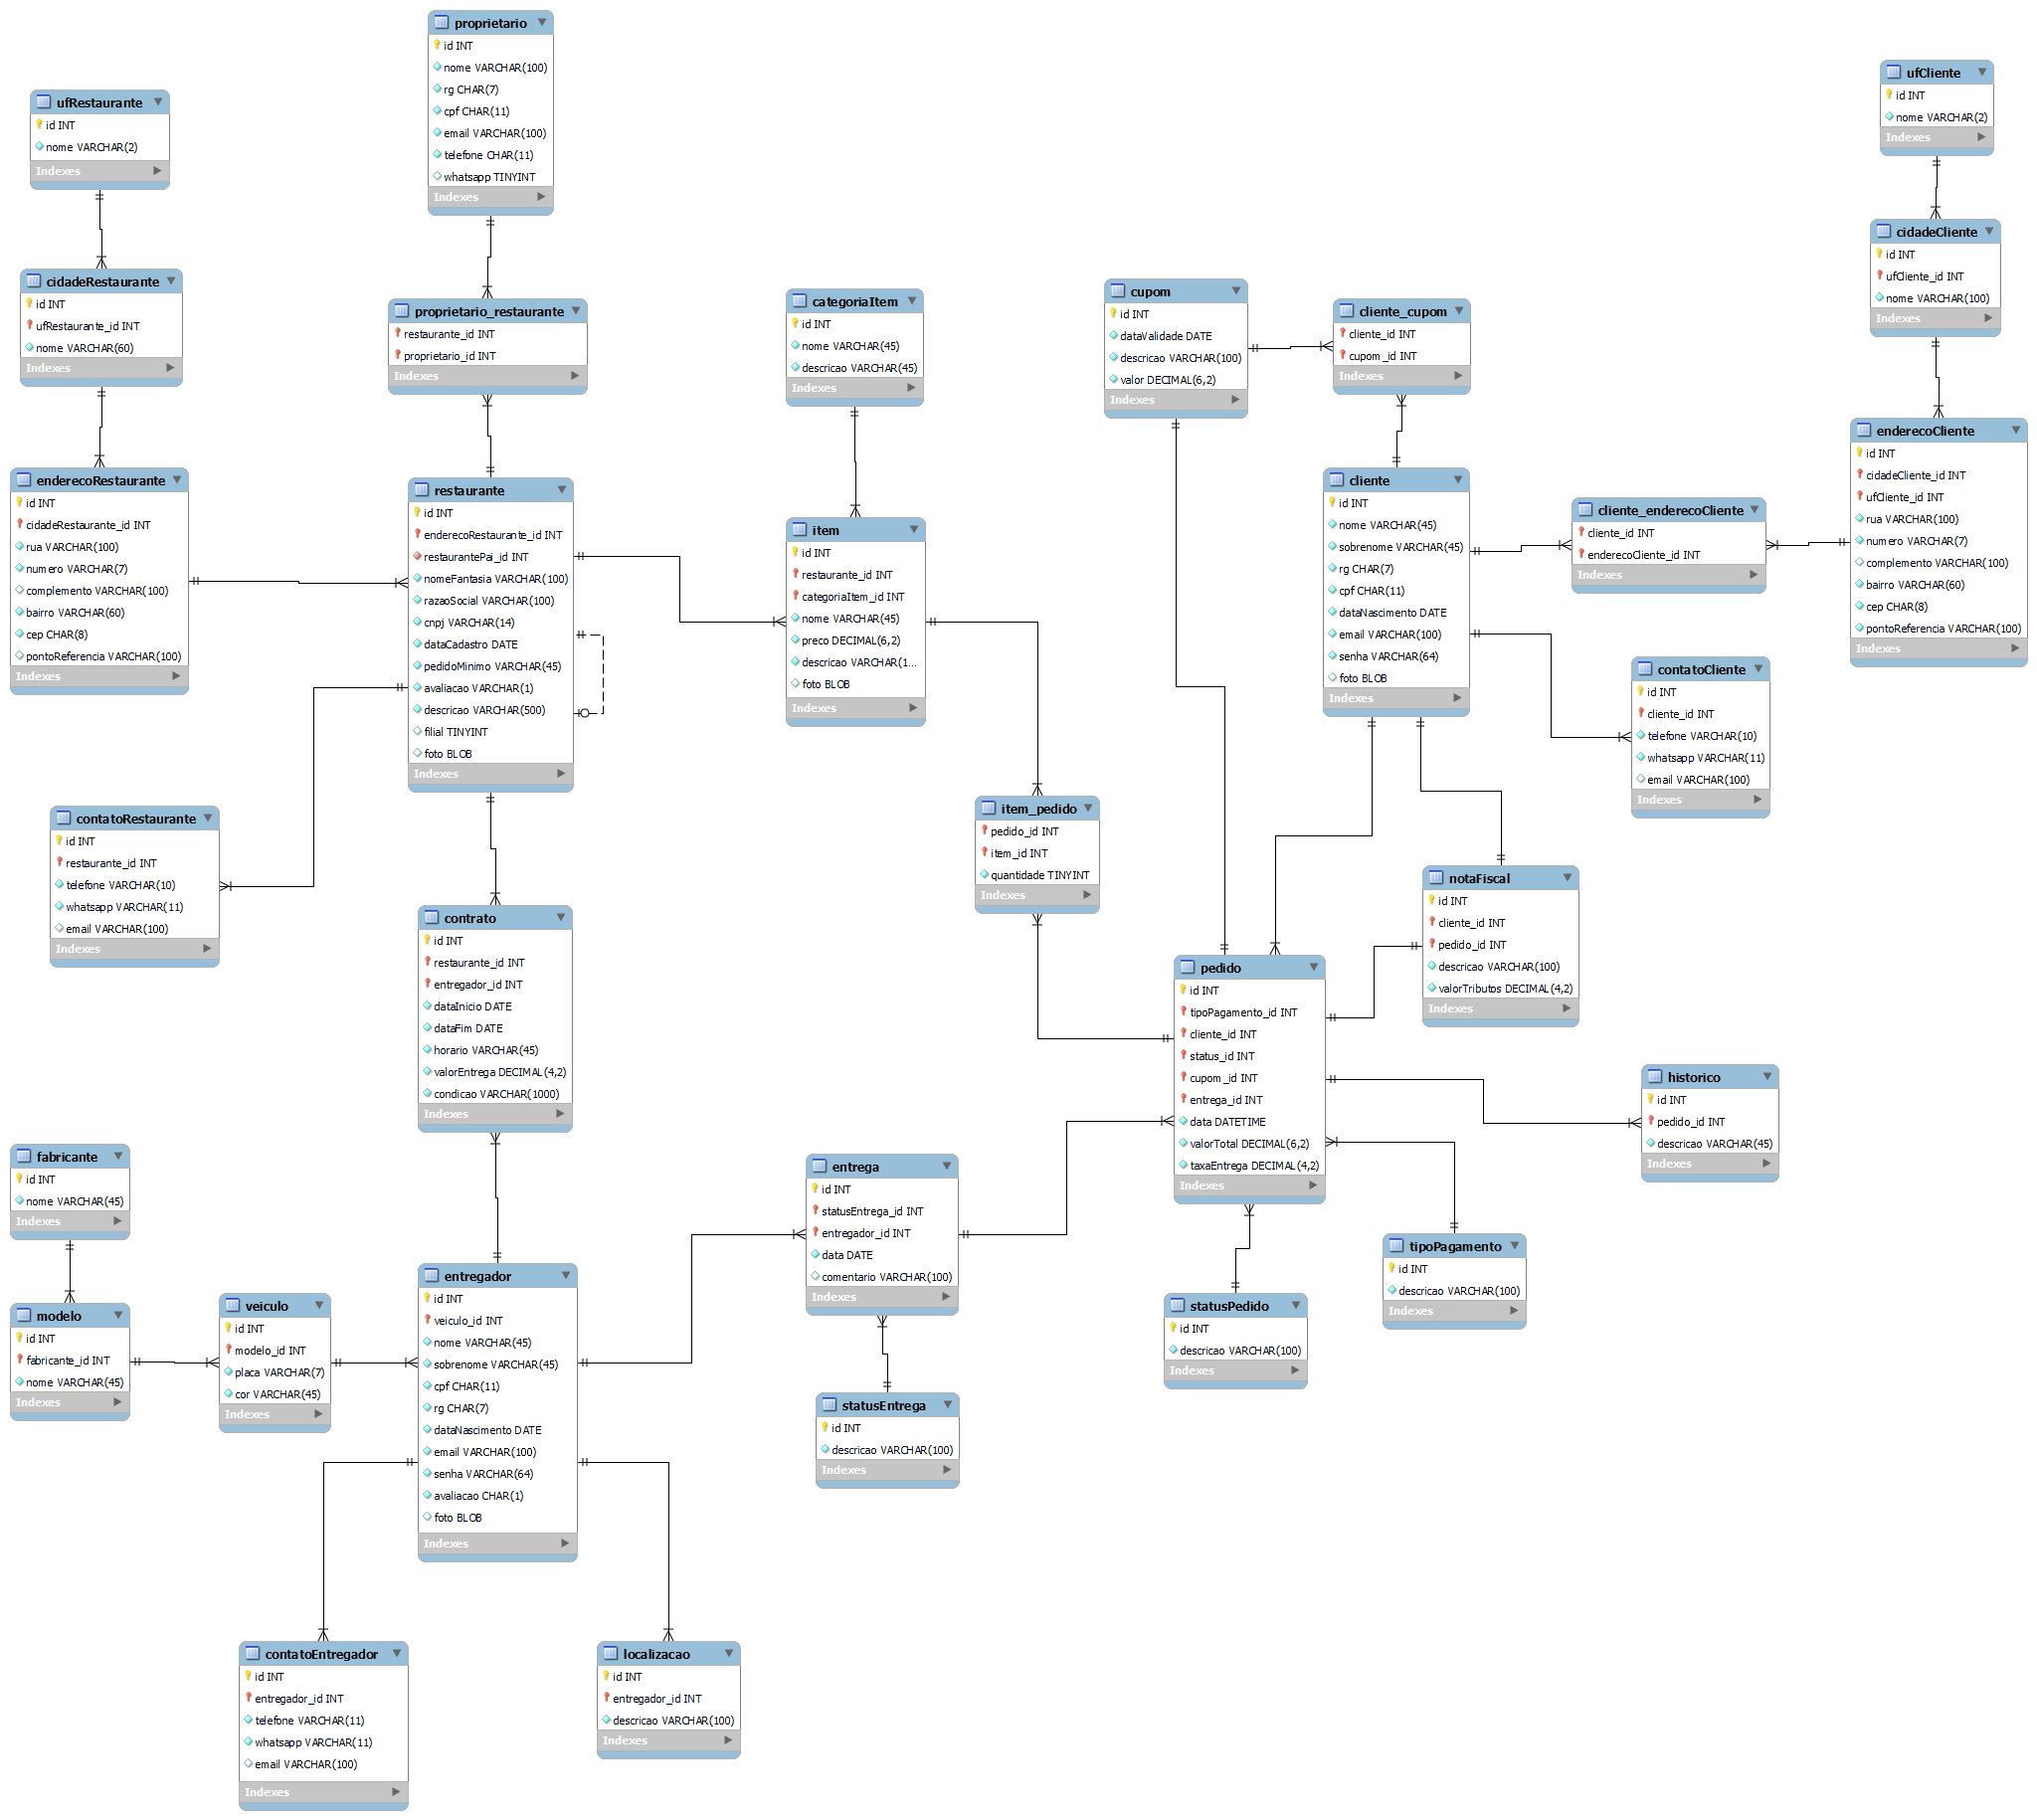 proprietario
id INT
nome VARCHAR(100)
rg CHAR(7)
cpf CHAR(11)
email VARCHAR(100)
telefone CHAR(11)
whatsapp TINYINT
Indexes
ufRestaurante
id INT
nome VARCHAR(2)
Indexes
ufCliente
id INT
nome VARCHAR(2)
Indexes
cidadeRestaurante
id INT
ufRestaurante_id INT
nome VARCHAR(60)
Indexes
proprietario_restaurante
restaurante_id INT
proprietario_id INT
Indexes
categoriaItem
id INT
nome VARCHAR(45)
descricao VARCHAR(45)
Indexes
cupom
id INT
dataValidade DATE
descricao VARCHAR(100)
valor DECIMAL(6,2)
Indexes
cliente_cupom
cliente_id INT
cupom_id INT
Indexes
cidadeCliente
id INT
ufCliente_id INT
nome VARCHAR(100)
Indexes
enderecoRestaurante
id INT
cidadeRestaurante_id INT
rua VARCHAR(100)
numero VARCHAR(7)
complemento VARCHAR(100)
bairro VARCHAR(60)
cep CHAR(8)
pontoReferencia VARCHAR(100)
Indexes
restaurante
id INT
enderecoRestaurante_id INT
restaurantePai_id INT
nomeFantasia VARCHAR(100)
razaoSocial VARCHAR(100)
cnpj VARCHAR(14)
dataCadastro DATE
pedidoMinimo VARCHAR(45)
avaliacao VARCHAR(1)
descricao VARCHAR(500)
filial TINYINT
foto BLOB
Indexes
item
id INT
restaurante_id INT
categoriaItem_id INT
nome VARCHAR(45)
preco DECIMAL(6,2)
descricao VARCHAR(1...
foto BLOB
Indexes
cliente
id INT
nome VARCHAR(45)
sobrenome VARCHAR(45)
rg CHAR(7)
cpf CHAR(11)
dataNascimento DATE
email VARCHAR(100)
senha VARCHAR(64)
foto BLOB
Indexes
cliente_enderecoCliente
cliente_id INT
enderecoCliente_id INT
Indexes
enderecoCliente
id INT
cidadeCliente_id INT
ufCliente_id INT
rua VARCHAR(100)
numero VARCHAR(7)
complemento VARCHAR(100)
bairro VARCHAR(60)
cep CHAR(8)
pontoReferencia VARCHAR(100)
Indexes
contatoCliente
id INT
cliente_id INT
telefone VARCHAR(10)
whatsapp VARCHAR(11)
email VARCHAR(100)
Indexes
contatoRestaurante
id INT
restaurante_id INT
telefone VARCHAR(10)
whatsapp VARCHAR(11)
email VARCHAR(100)
Indexes
item_pedido
pedido_id INT
item_id INT
quantidade TINYINT
Indexes
notaFiscal
id INT
cliente_id INT
pedido_id INT
descricao VARCHAR(100)
valorTributos DECIMAL(4,2)
Indexes
contrato
id INT
restaurante_id INT
entregador_id INT
dataInicio DATE
dataFim DATE
horario VARCHAR(45)
valorEntrega DECIMAL(4,2)
condicao VARCHAR(1000)
Indexes
pedido
id INT
tipoPagamento_id INT
cliente_id INT
status_id INT
cupom_id INT
entrega_id INT
data DATETIME
valorTotal DECIMAL(6,2)
taxaEntrega DECIMAL(4,2)
Indexes
historico
id INT
pedido_id INT
descricao VARCHAR(45)
Indexes
fabricante
id INT
nome VARCHAR(45)
Indexes
entrega
id INT
statusEntrega_id INT
entregador_id INT
data DATE
comentario VARCHAR(100)
Indexes
tipoPagamento
id INT
descricao VARCHAR(100)
Indexes
modelo
id INT
fabricante_id INT
nome VARCHAR(45)
Indexes
veiculo
id INT
modelo_id INT
placa VARCHAR(7)
cor VARCHAR(45)
Indexes
entregador
id INT
veiculo_id INT
nome VARCHAR(45)
sobrenome VARCHAR(45)
cpf CHAR(11)
rg CHAR(7)
dataNascimento DATE
email VARCHAR(100)
senha VARCHAR(64)
avaliacao CHAR(1)
foto BLOB
Indexes
statusPedido
id INT
descricao VARCHAR(100)
Indexes
statusEntrega
id INT
descricao VARCHAR(100)
Indexes
contatoEntregador
id INT
entregador_id INT
telefone VARCHAR(11)
whatsapp VARCHAR(11)
email VARCHAR(100)
Indexes
localizacao
id INT
entregador_id INT
descricao VARCHAR(100)
Indexes